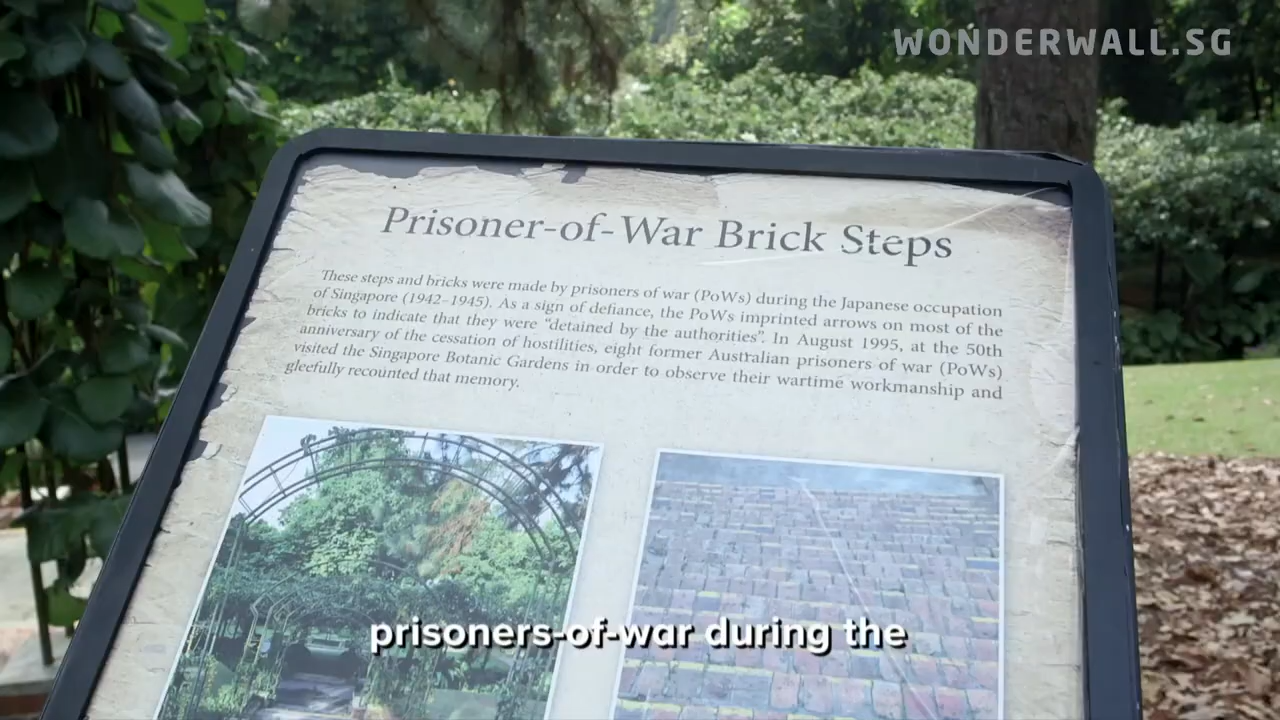 WONDERWALL.SG
Prisoner-of-War Brick Steps
These steps and bricks were made by prisoners of war (PoWs) during the Japanese occupation
of Singapore (1942–1945). As a sign of defiance, the PoWs imprinted arrows on most of the
bricks to indicate that they were “detained by the authorities”. In August 1995, at the 50th
anniversary of the cessation of hostilities, eight former Australian prisoners of war (PoWs)
visited the Singapore Botanic Gardens in order to observe their wartime workmanship and
gleefully recounted that memory.
prisoners-of-war during the